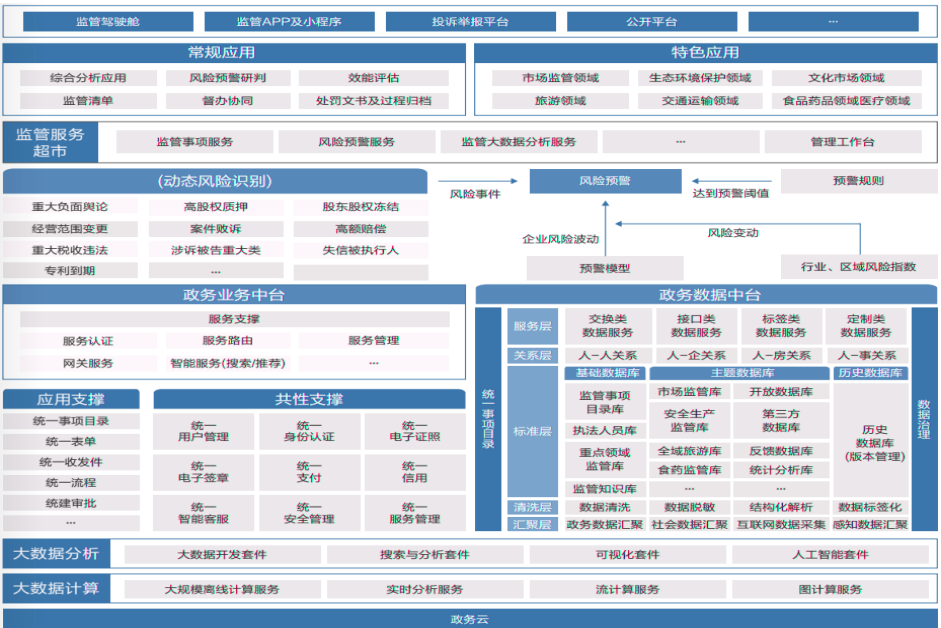 监管驾驶舱
监管APP及小程序
投诉举报平台
公开平台
...
常规应用
综合分析应用
风险预警研判
效能评估
监管清单
督办协同
处罚文书及过程归档
特色应用
市场监管领域
生态环境保护领域
文化市场领域
旅游领域
交通运输领域
食品药品领域医疗领域
监管服务
超市
监管事项服务
风险预警服务
监管大数据分析服务
...
管理工作台
(动态风险识别)
重大负面舆论
高股权质押
股东股权冻结
经营范围变更
案件败诉
高额赔偿
重大税收违法
涉诉被告重大类
失信被执行人
专利到期
...
风险事件
风险预警
达到预警阈值
预警规则
企业风险波动
风险变动
预警模型
行业、区域风险指数
政务业务中台
服务支撑
服务认证
服务路由
服务管理
网关服务
智能服务(搜索/推荐)
...
应用支撑
统一事项目录
统一表单
统一收发件
统一流程
统建审批
...
共性支撑
统一
用户管理
统一
身份认证
统一
电子证照
统一
电子签章
统一
支付
统一
信用
统一
智能客服
统一
安全管理
统一
服务管理
政务数据中台
统一事项目录
服务层
交换类
数据服务
接口类
数据服务
标签类
数据服务
定制类
数据服务
关系层
人-人关系
人-企关系
人-房关系
人-事关系
标准层
基础数据库
监管事项
目录库
执法人员库
重点领域
监管库
监管知识库
主题数据库
市场监管库
开放数据库
安全生产
监管库
第三方
数据库
全域旅游库
反馈数据库
食药监管库
统计分析库
...
...
历史数据库
历史
数据库
(版本管理)
清洗层
数据清洗
数据脱敏
结构化解析
数据标签化
汇聚层
政务数据汇聚
社会数据汇聚
互联网数据采集
感知数据汇聚
数据治理
大数据分析
大数据开发套件
搜索与分析套件
可视化套件
人工智能套件
大数据计算
大规模离线计算服务
实时分析服务
流计算服务
图计算服务
政务云